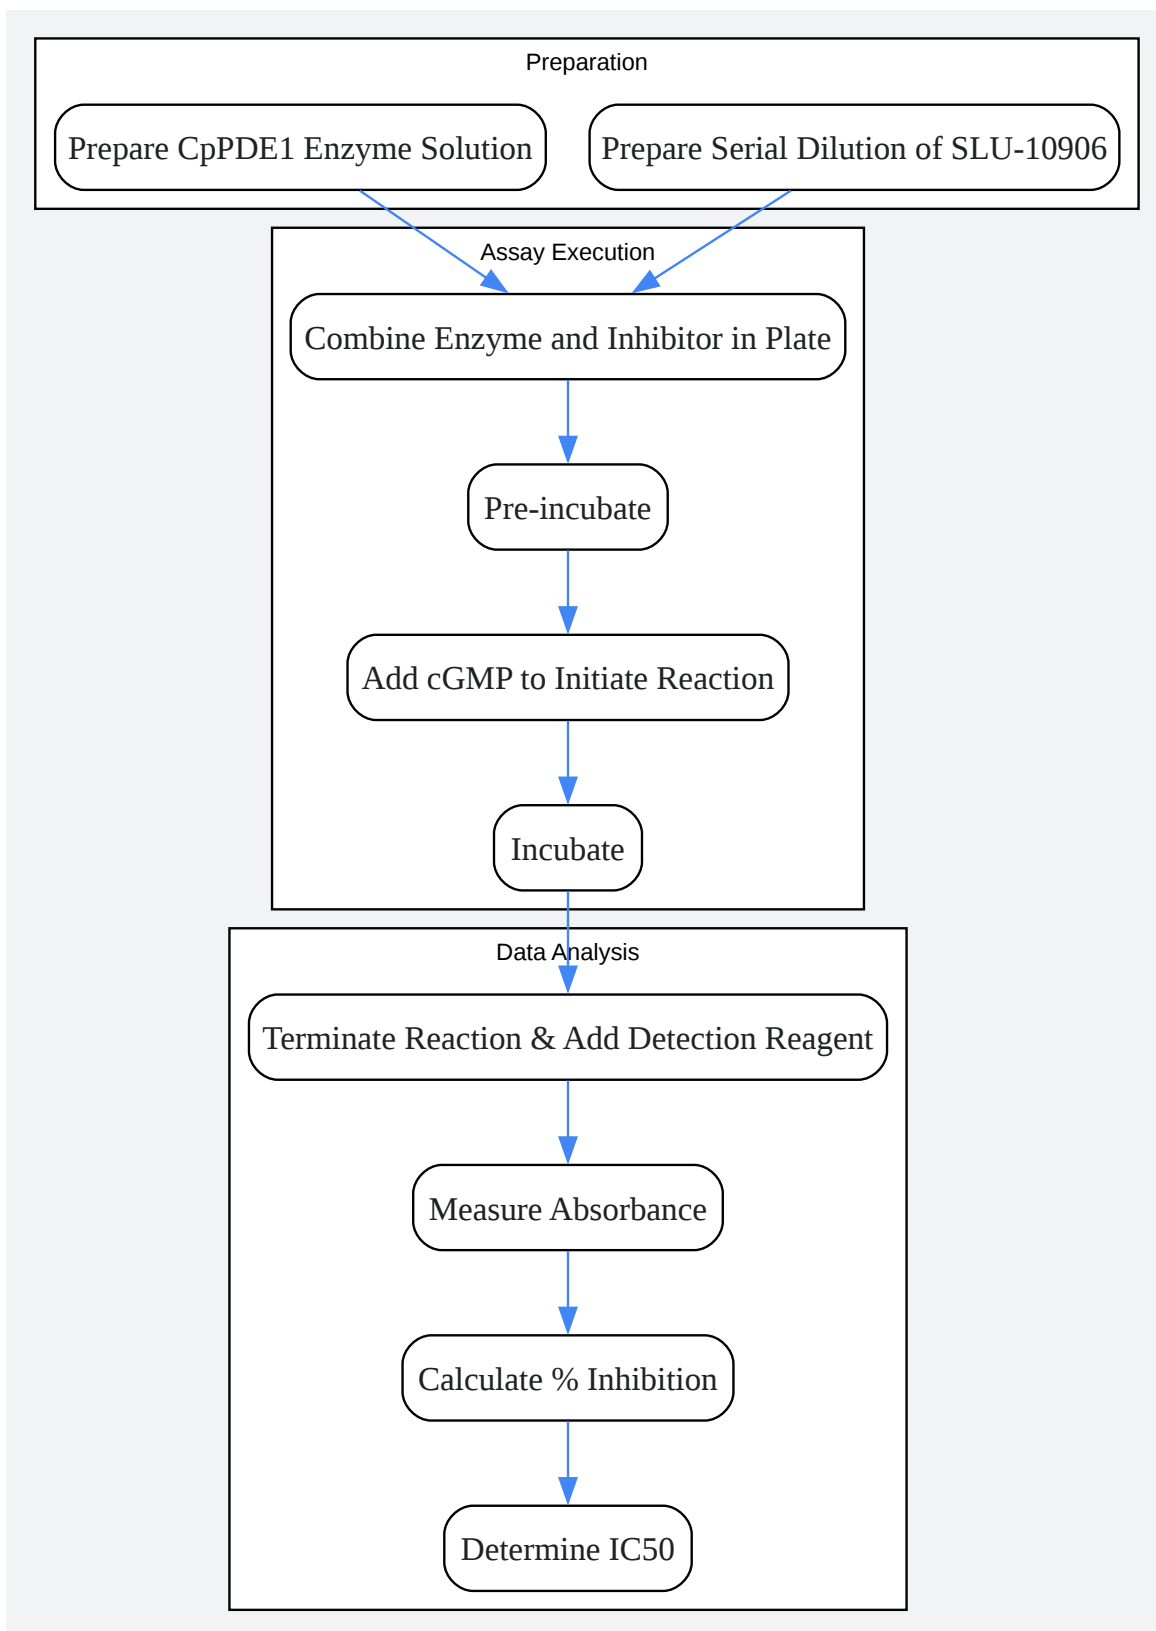 Preparation
Prepare CpPDE1 Enzyme Solution
Prepare Serial Dilution of SLU-10906
Assay Execution
Combine Enzyme and Inhibitor in Plate
Pre-incubate
Add cGMP to Initiate Reaction
Incubate
Data Analysis
Terminate Reaction & Add Detection Reagent
Measure Absorbance
Calculate % Inhibition
Determine IC50